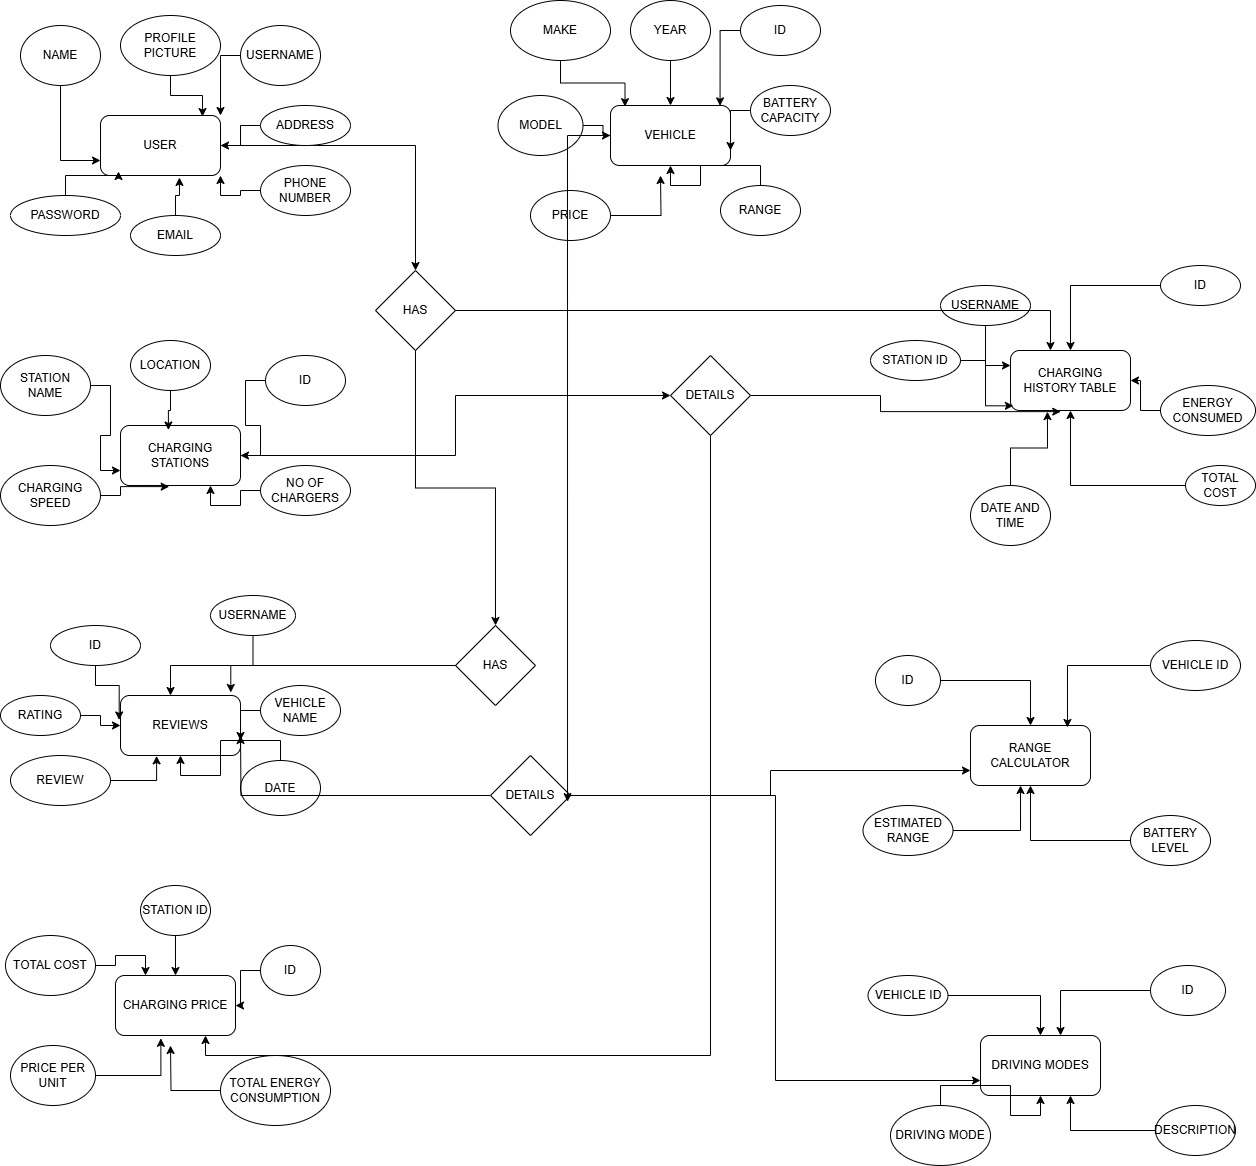 MAKE
YEAR
ID
PROFILE
PICTURE
NAME
USERNAME
BATTERY
CAPACITY
ADDRESS
MODEL
VEHICLE
USER
PHONE
NUMBER
PASSWORD
EMAIL
PRICE
RANGE
ID
USERNAME
HAS
STATION ID
LOCATION
CHARGING
HISTORY TABLE
STATION
NAME
ID
DETAILS
ENERGY
CONSUMED
CHARGING
STATIONS
CHARGING
SPEED
NO OF
CHARGERS
TOTAL
COST
DATE AND
TIME
USERNAME
ID
HAS
VEHICLE ID
ID
RATING
REVIEWS
VEHICLE
NAME
RANGE
CALCULATOR
REVIEW
DATE
DETAILS
ESTIMATED
RANGE
BATTERY
LEVEL
STATION ID
TOTAL COST
ID
VEHICLE ID
ID
CHARGING PRICE
DRIVING MODES
PRICE PER
UNIT
TOTAL ENERGY
CONSUMPTION
DRIVING MODE
DESCRIPTION